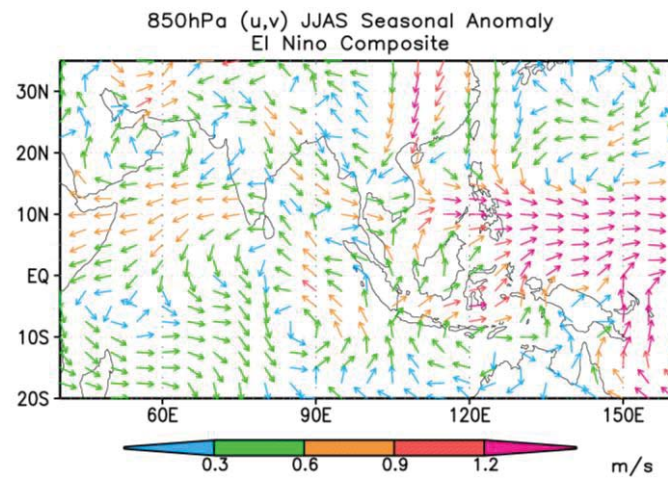 850hPa (u,v) JJAS Seasonal Anomaly
El Nino Composite
30N
20N
10N
EQ
10S
20S
60E 90E 120E 150E
0.3 0.6 0.9 1.2 m/s